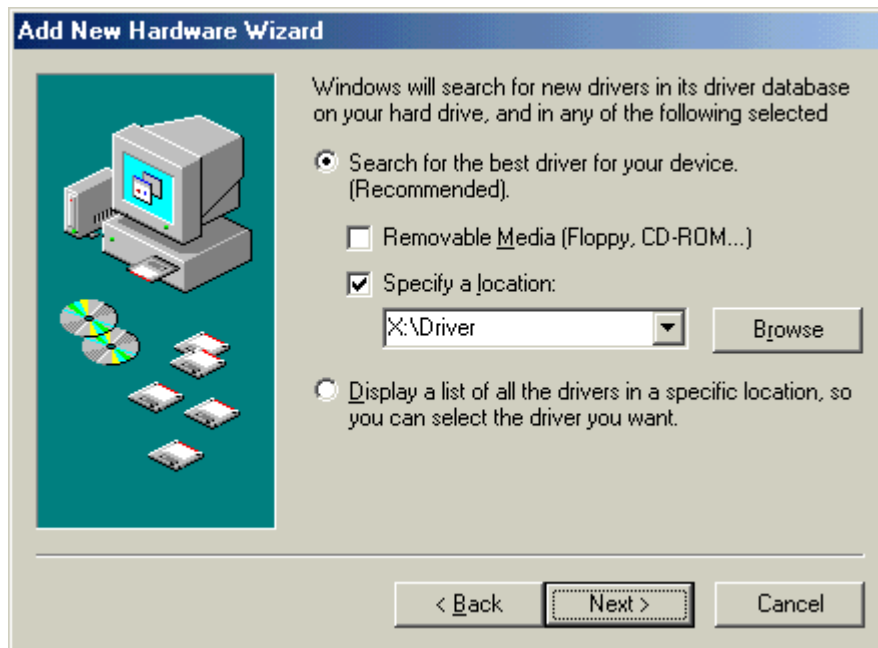 Add New Hardware Wizard
Windows will search for new drivers in its driver database
on your hard drive, and in any of the following selected
Search for the best driver for your device.
(Recommended).
Removable Media (Floppy, CD-ROM...)
Specify a location:
X:\Driver
Browse
Display a list of all the drivers in a specific location, so
you can select the driver you want.
< Back
Next >
Cancel